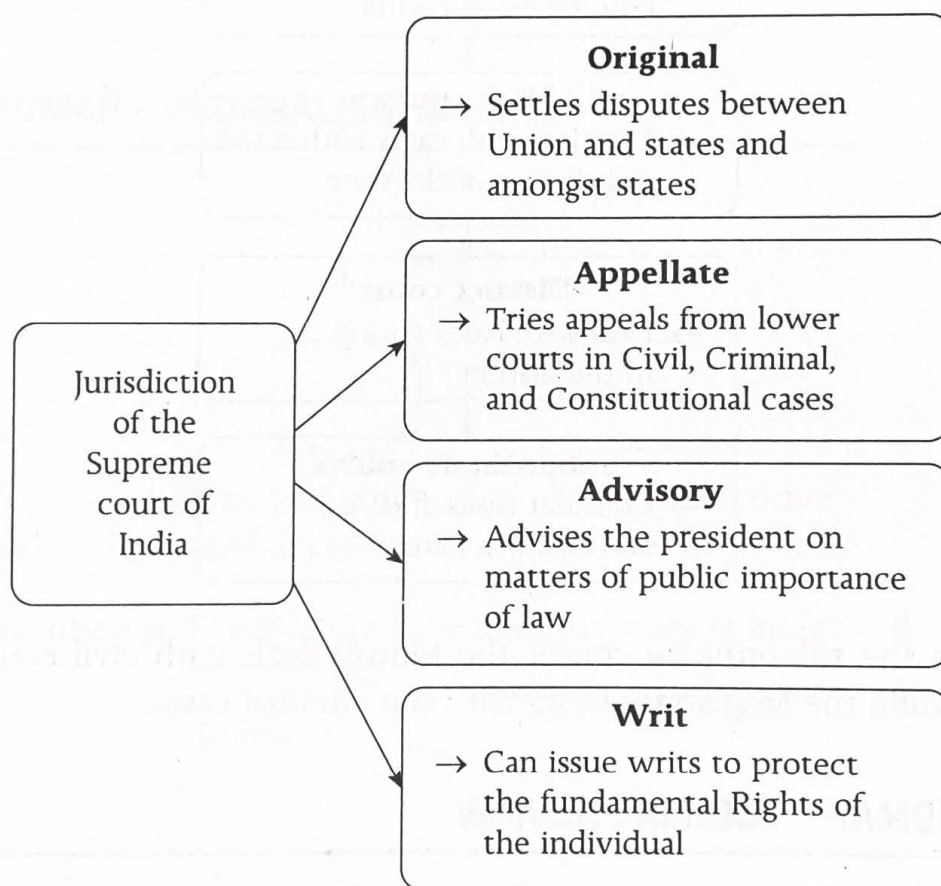 Original
→ Settles disputes between
Union and states and
amongst states
Appellate
→ Tries appeals from lower
courts in Civil, Criminal,
and Constitutional cases
Jurisdiction
of the
Supreme
court of
India
Advisory
→ Advises the president on
matters of public importance
of law
Writ
→ Can issue writs to protect
the fundamental Rights of
the individual